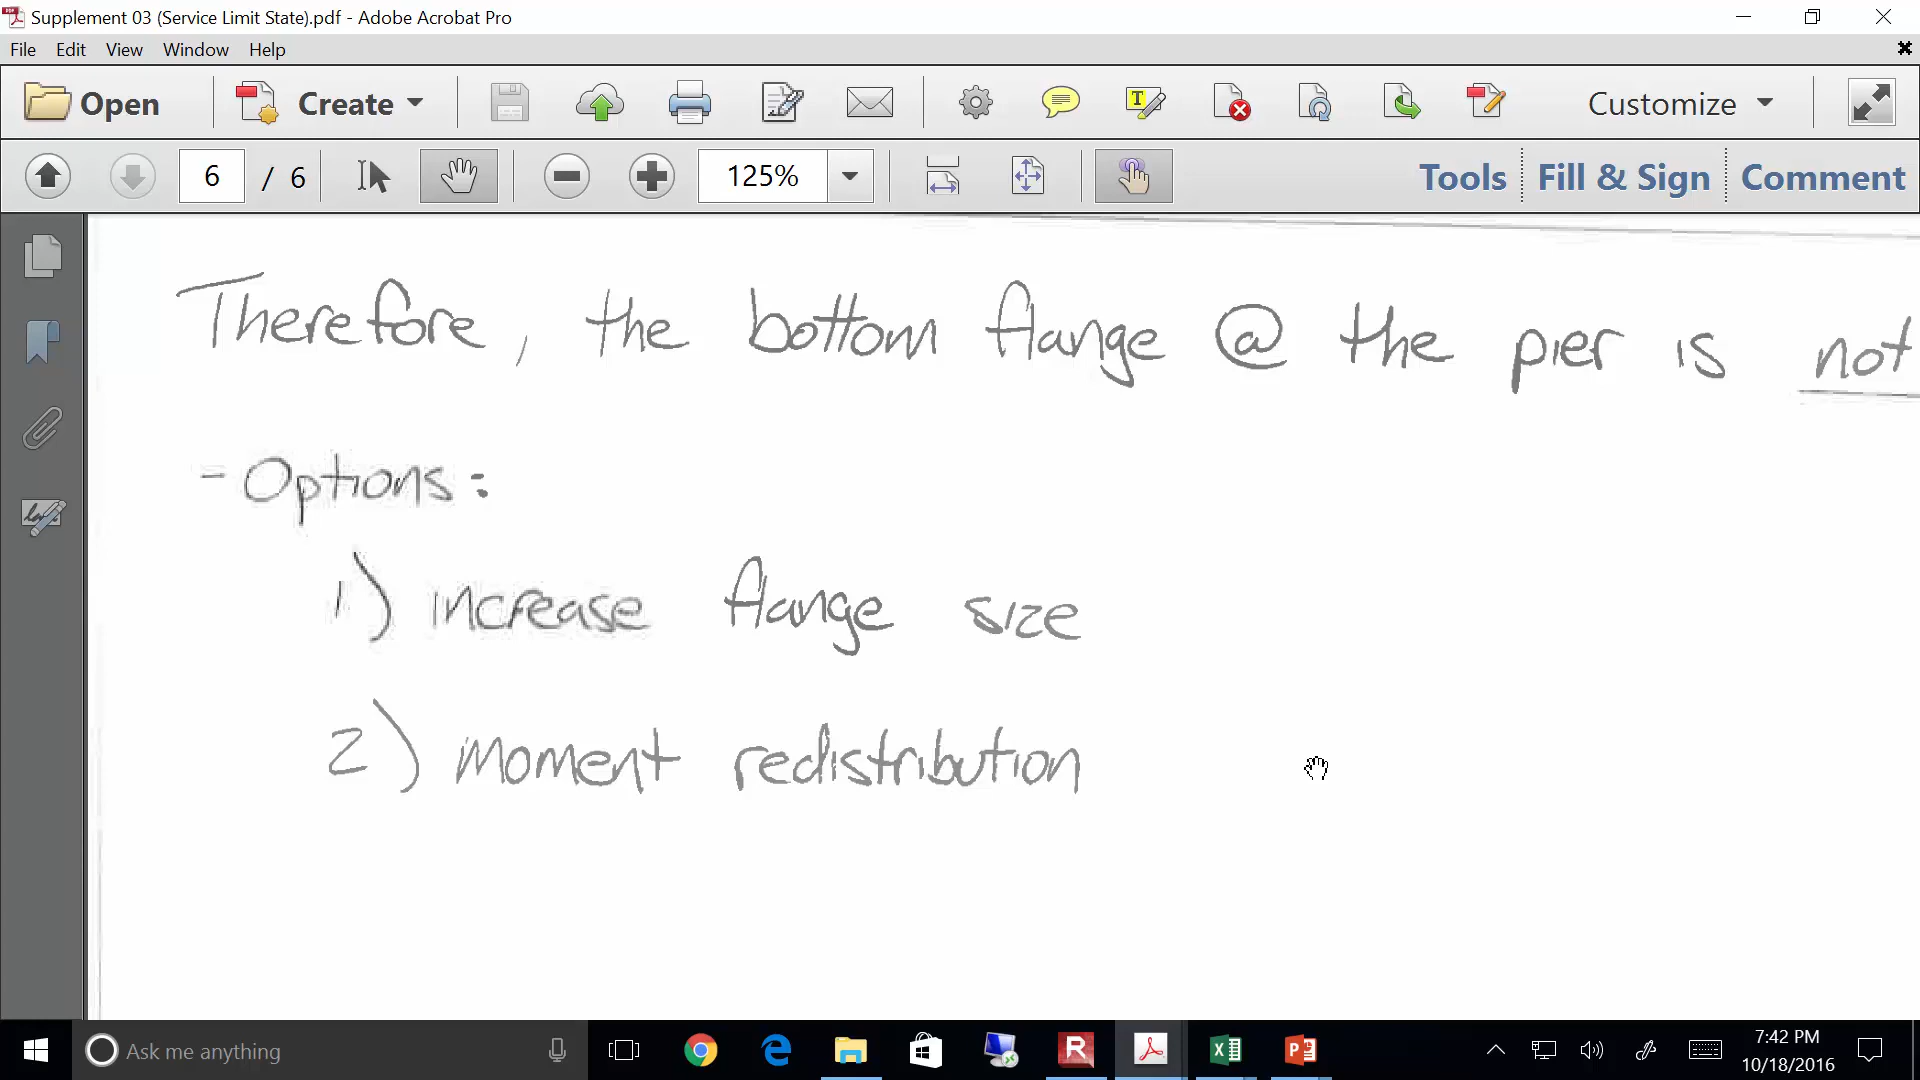 Supplement 03 (Service Limit State).pdf - Adobe Acrobat Pro
File Edit View Window Help
Open Create Customize
6 / 6 125% Tools Fill & Sign Comment
Therefore, the bottom flange @ the pier is not
- Options:
1) increase flange size
2) moment redistribution
Ask me anything
7:42 PM
10/18/2016